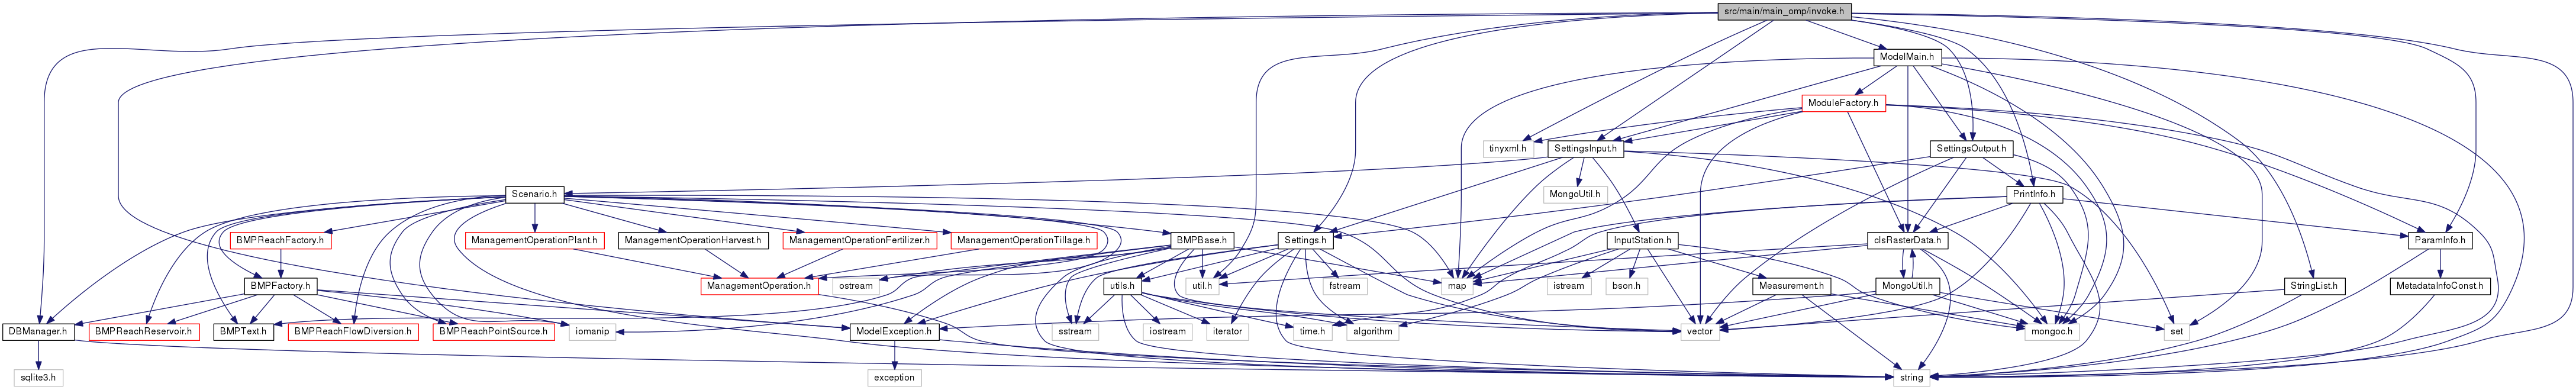 src/main/main_omp/invoke.h
ModelMain.h
ModuleFactory.h
tinyxml.h
SettingsInput.h
SettingsOutput.h
Scenario.h
MongoUtil.h
PrintInfo.h
BMPReachFactory.h
ManagementOperationPlant.h
ManagementOperationHarvest.h
ManagementOperationFertilizer.h
ManagementOperationTillage.h
BMPBase.h
Settings.h
InputStation.h
clsRasterData.h
ParamInfo.h
BMPFactory.h
ManagementOperation.h
ostream
utils.h
util.h
fstream
map
istream
bson.h
Measurement.h
MongoUtil.h
StringList.h
MetadataInfoConst.h
DBManager.h
BMPReachReservoir.h
BMPText.h
BMPReachFlowDiversion.h
BMPReachPointSource.h
iomanip
ModelException.h
sstream
iostream
iterator
time.h
algorithm
vector
mongoc.h
set
sqlite3.h
exception
string